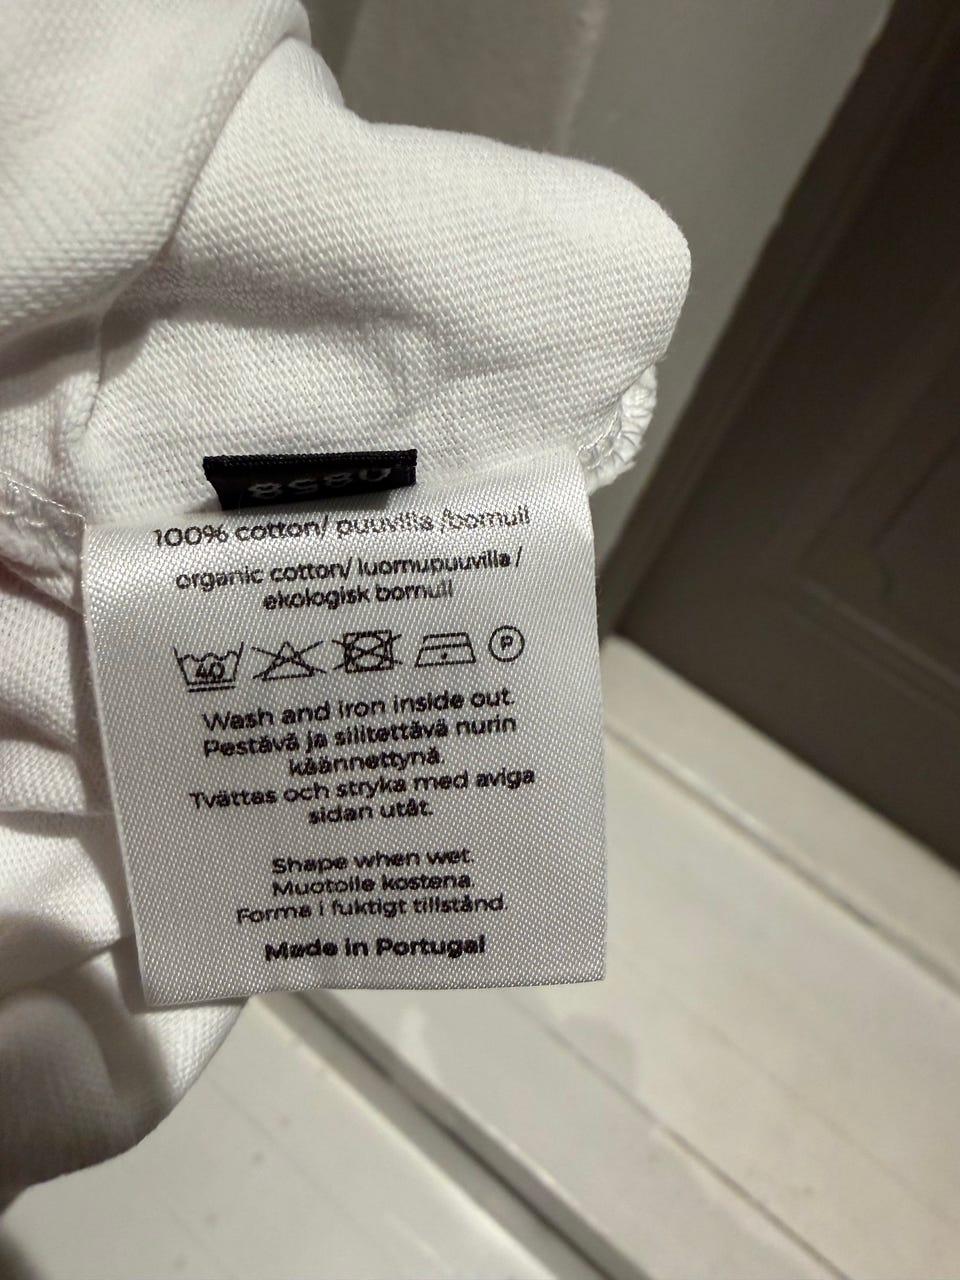 100% cotton/ puuvilla /bomull
organic cotton/ luomupuuvilla /
ekologisk bomull
40
P
Wash and iron inside out.
Pestävä ja silitettävä nurin
käännettynä.
Tvättas och stryka med aviga
sidan utåt.
Shape when wet.
Muotoile kostena.
Forma i fuktigt tillstånd.
Made in Portugal